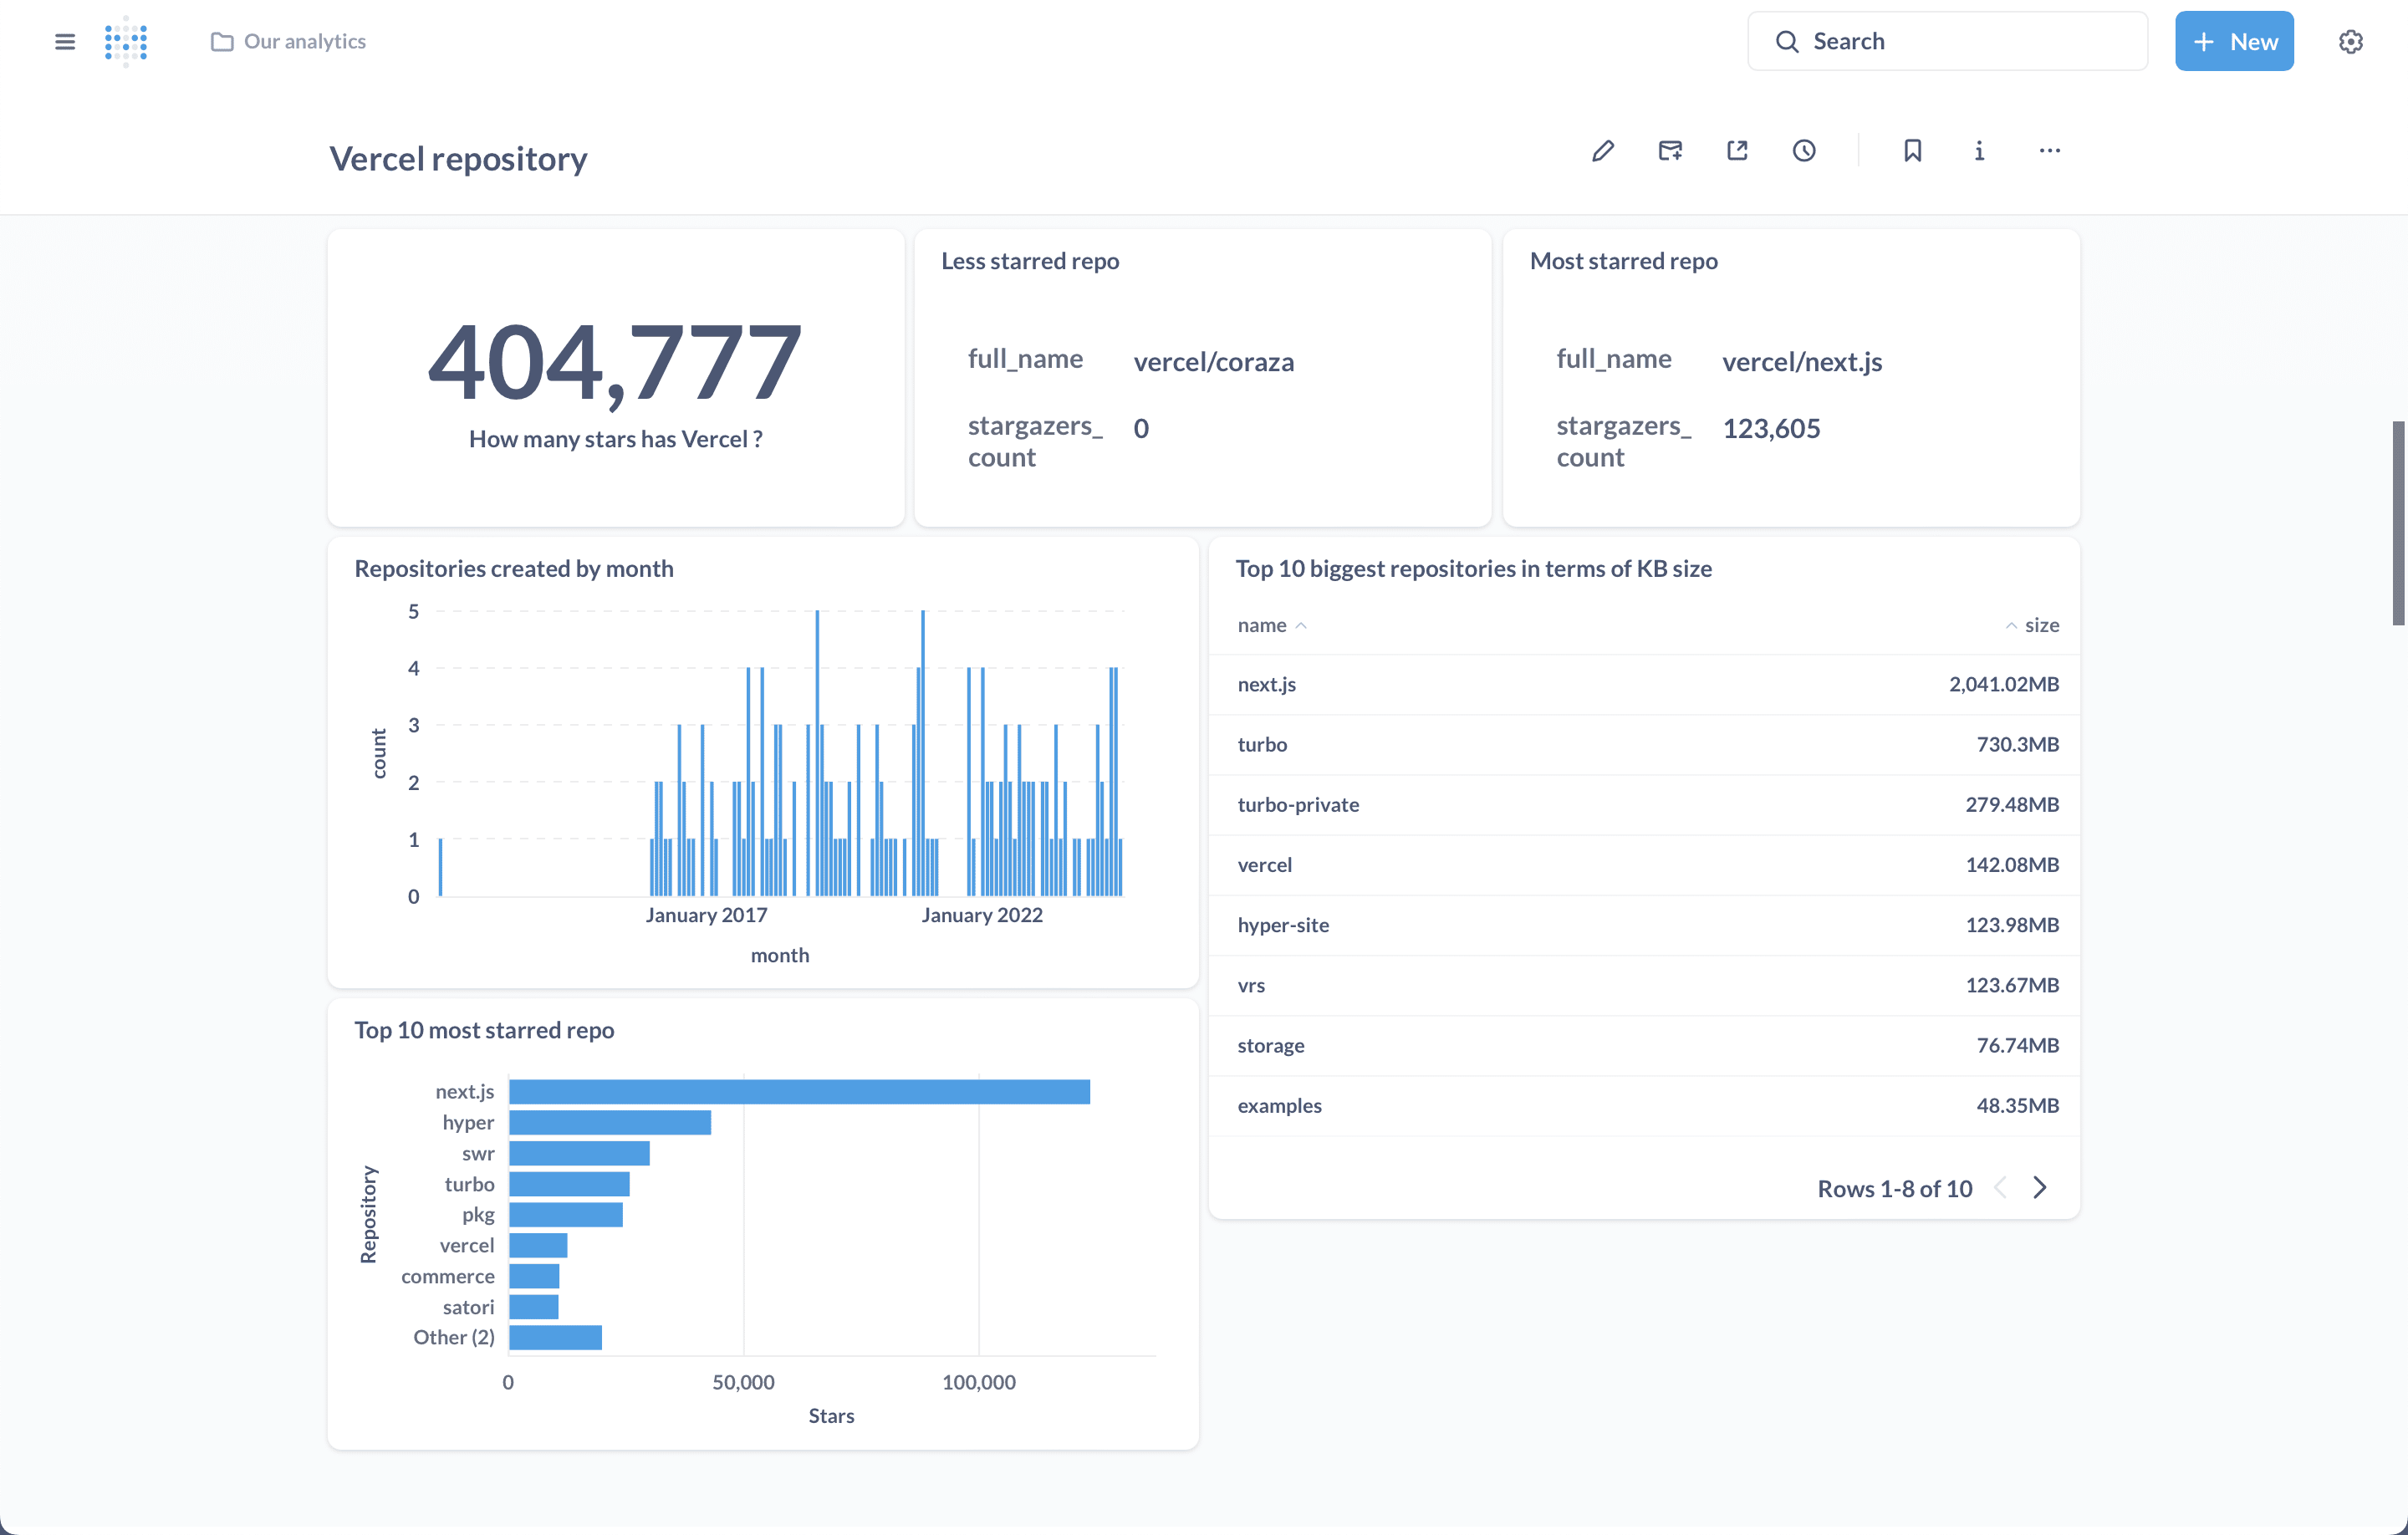 Our analytics
Search
New
Vercel repository
404,777
How many stars has Vercel ?
Less starred repo
full_name vercel/coraza
stargazers_
count
0
Most starred repo
full_name vercel/next.js
stargazers_
count
123,605
Repositories created by month
5
4
3
2
1
0
count
January 2017 January 2022
month
Top 10 biggest repositories in terms of KB size
name size
next.js 2,041.02MB
turbo 730.3MB
turbo-private 279.48MB
vercel 142.08MB
hyper-site 123.98MB
vrs 123.67MB
storage 76.74MB
examples 48.35MB
Rows 1-8 of 10
Top 10 most starred repo
Repository
next.js
hyper
swr
turbo
pkg
vercel
commerce
satori
Other (2)
0 50,000 100,000
Stars